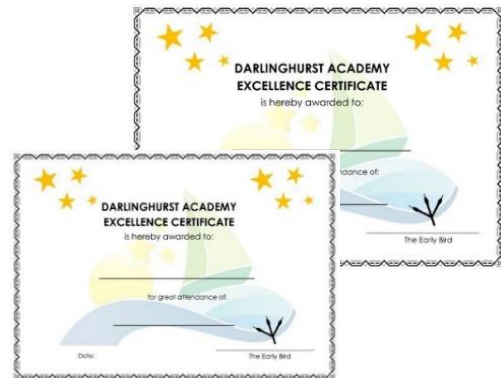 DARLINGHURST ACADEMY
EXCELLENCE CERTIFICATE
is hereby awarded to:
ndance of:
The Early Bird
DARLINGHURST ACADEMY
EXCELLENCE CERTIFICATE
is hereby awarded to:
for great attendance of:
Date:
The Early Bird